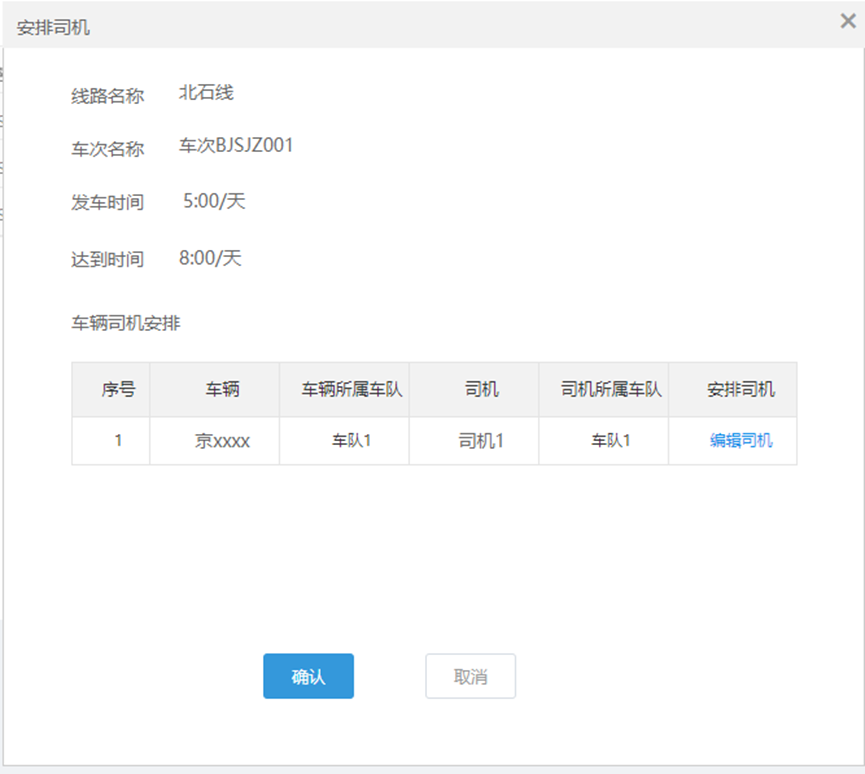 安排司机
线路名称 北石线
车次名称 车次BJSJZ001
发车时间 5:00/天
达到时间 8:00/天
车辆司机安排
序号 车辆 车辆所属车队 司机 司机所属车队 安排司机
1 京xxxx 车队1 司机1 车队1 编辑司机
确认 取消